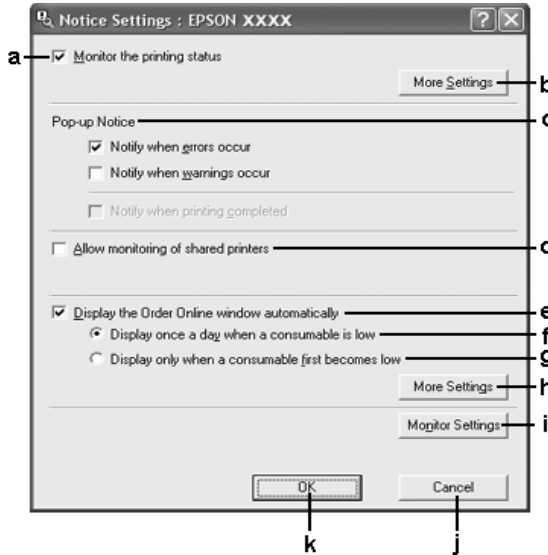 Notice Settings : EPSON XXXX
a
Monitor the printing status
More Settings
b
Pop-up Notice
Notify when errors occur
Notify when warnings occur
Notify when printing completed
Allow monitoring of shared printers
Display the Order Online window automatically
e
Display once a day when a consumable is low
f
Display only when a consumable first becomes low
g
More Settings
h
Monitor Settings
i
OK
Cancel
k
j